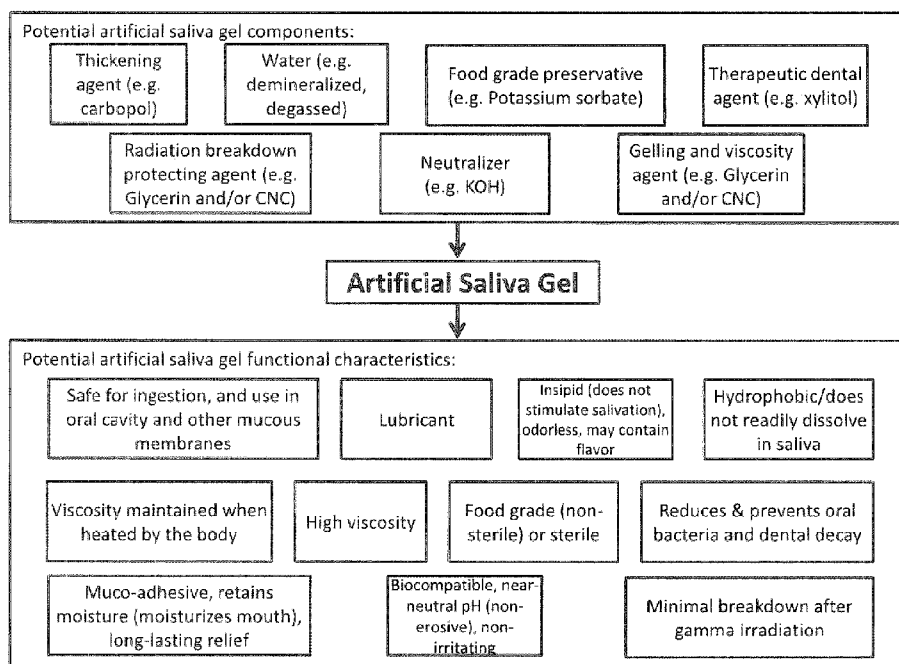 Potential artificial saliva gel components:
Thickening
agent (e.g.
carbopol)
Water (e.g.
demineralized,
degassed)
Food grade preservative
(e.g. Potassium sorbate)
Therapeutic dental
agent (e.g. xylitol)
Radiation breakdown
protecting agent (e.g.
Glycerin and/or CNC)
Neutralizer
(e.g. KOH)
Gelling and viscosity
agent (e.g. Glycerin
and/or CNC)
Artificial Saliva Gel
Potential artificial saliva gel functional characteristics:
Safe for ingestion, and use in
oral cavity and other mucous
membranes
Lubricant
Insipid (does not
stimulate salivation),
odorless, may contain
flavor
Hydrophobic/does
not readily dissolve
in saliva
Viscosity maintained when
heated by the body
High viscosity
Food grade (non-
sterile) or sterile
Reduces & prevents oral
bacteria and dental decay
Muco-adhesive, retains
moisture (moisturizes mouth),
long-lasting relief
Biocompatible, near-
neutral pH (non-
erosive), non-
irritating
Minimal breakdown after
gamma irradiation